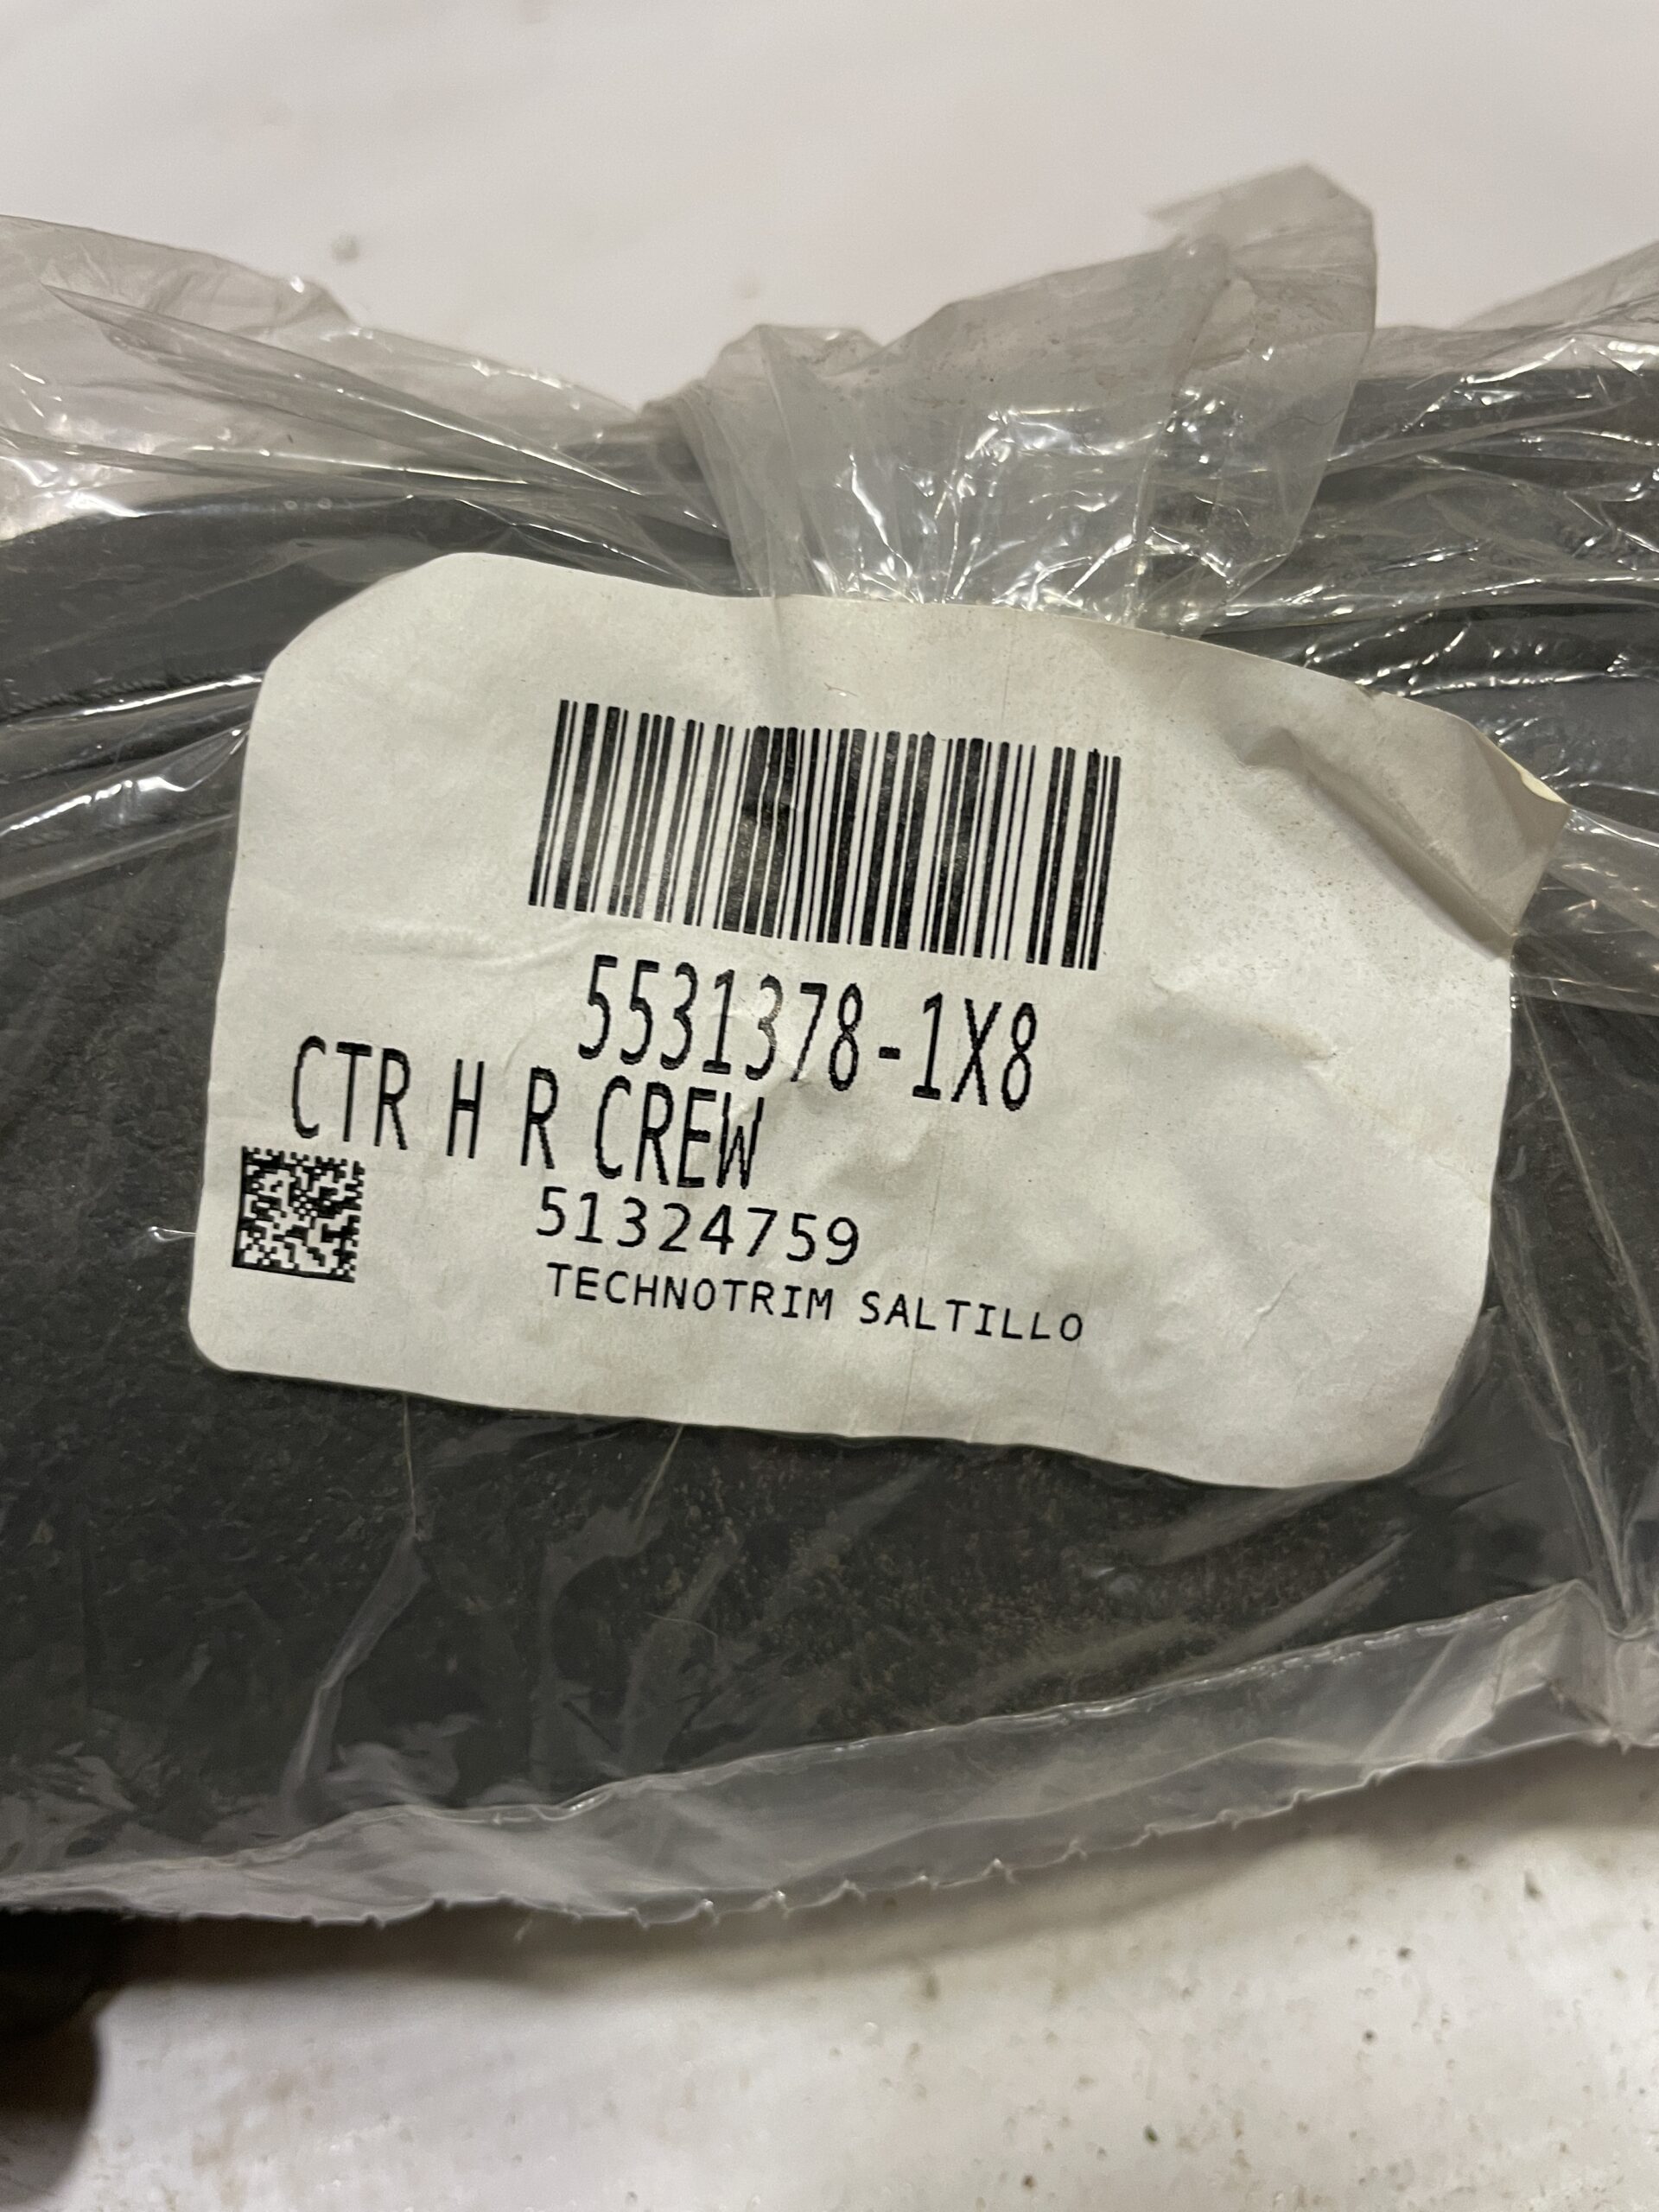 5531378-1X8
CTR H R CREW
51324759
TECHNOTRIM SALTILLO